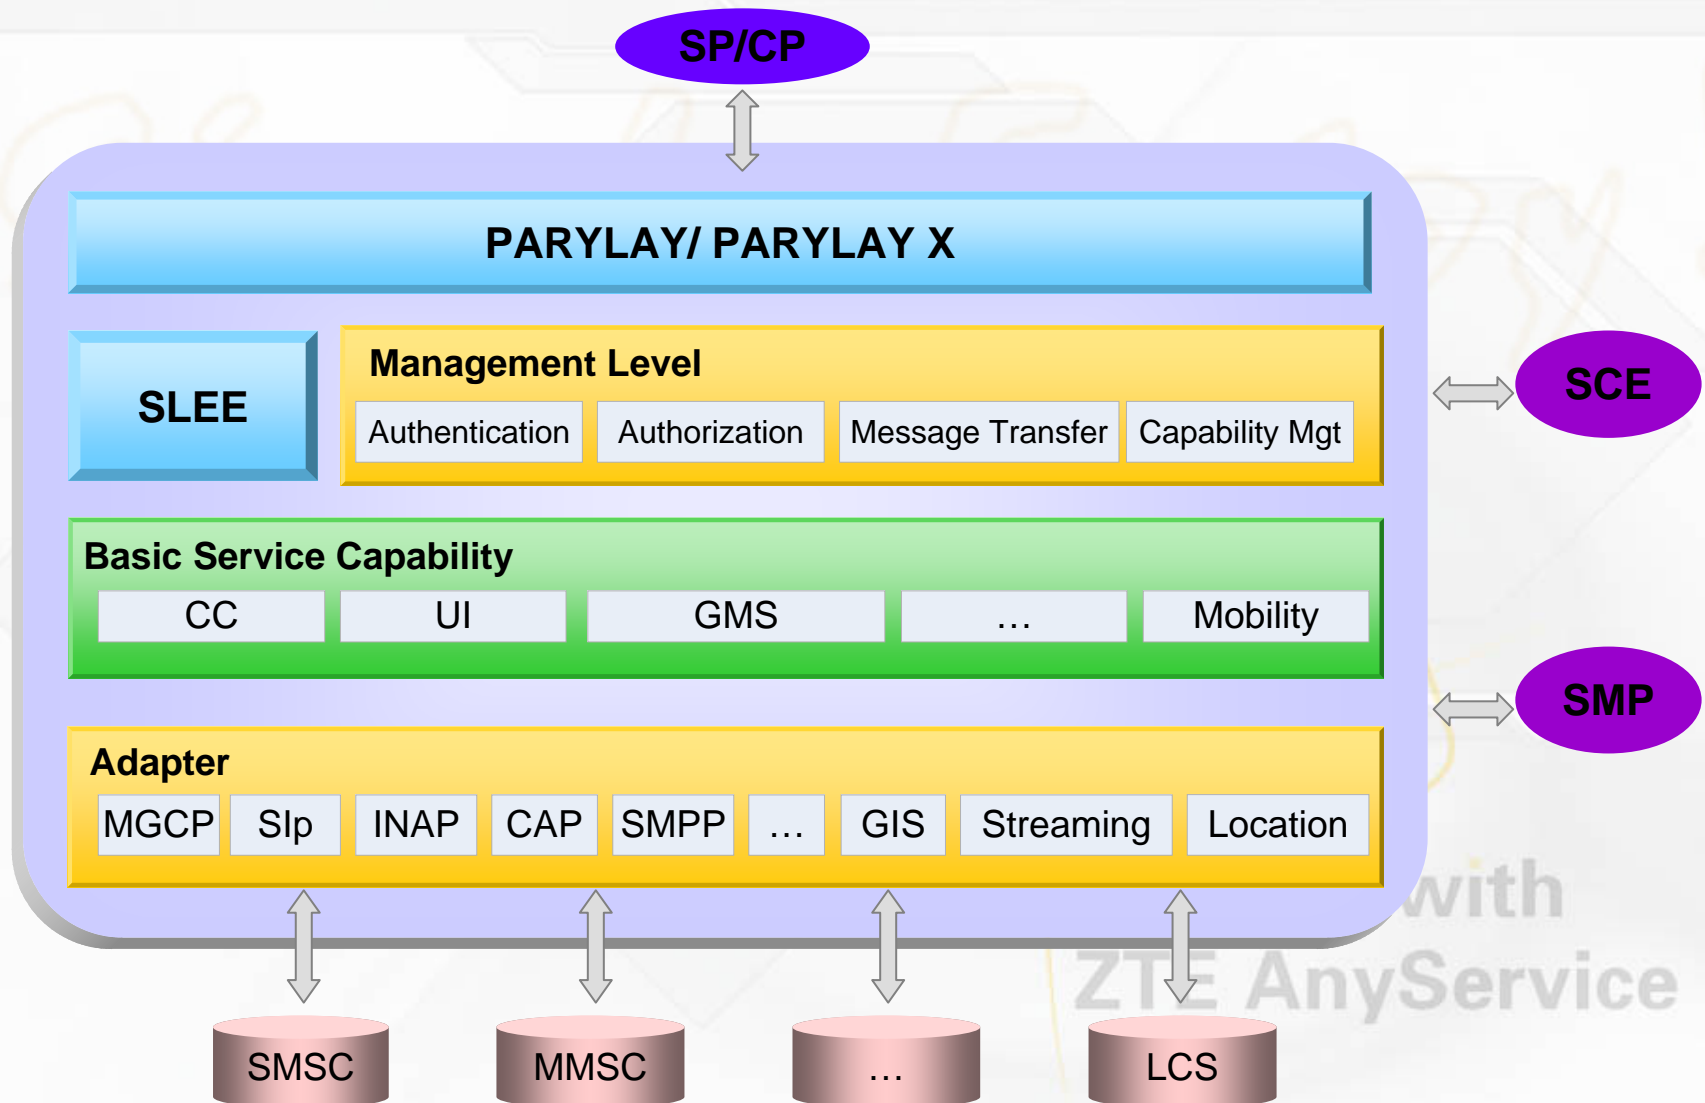 SP/CP
PARYLAY/ PARYLAY X
SLEE
Management Level
Authentication
Authorization
Message Transfer
Capability Mgt
SCE
Basic Service Capability
CC
UI
GMS
…
Mobility
SMP
Adapter
MGCP
SIp
INAP
CAP
SMPP
…
GIS
Streaming
Location
with
ZTE AnyService
SMSC
MMSC
…
LCS